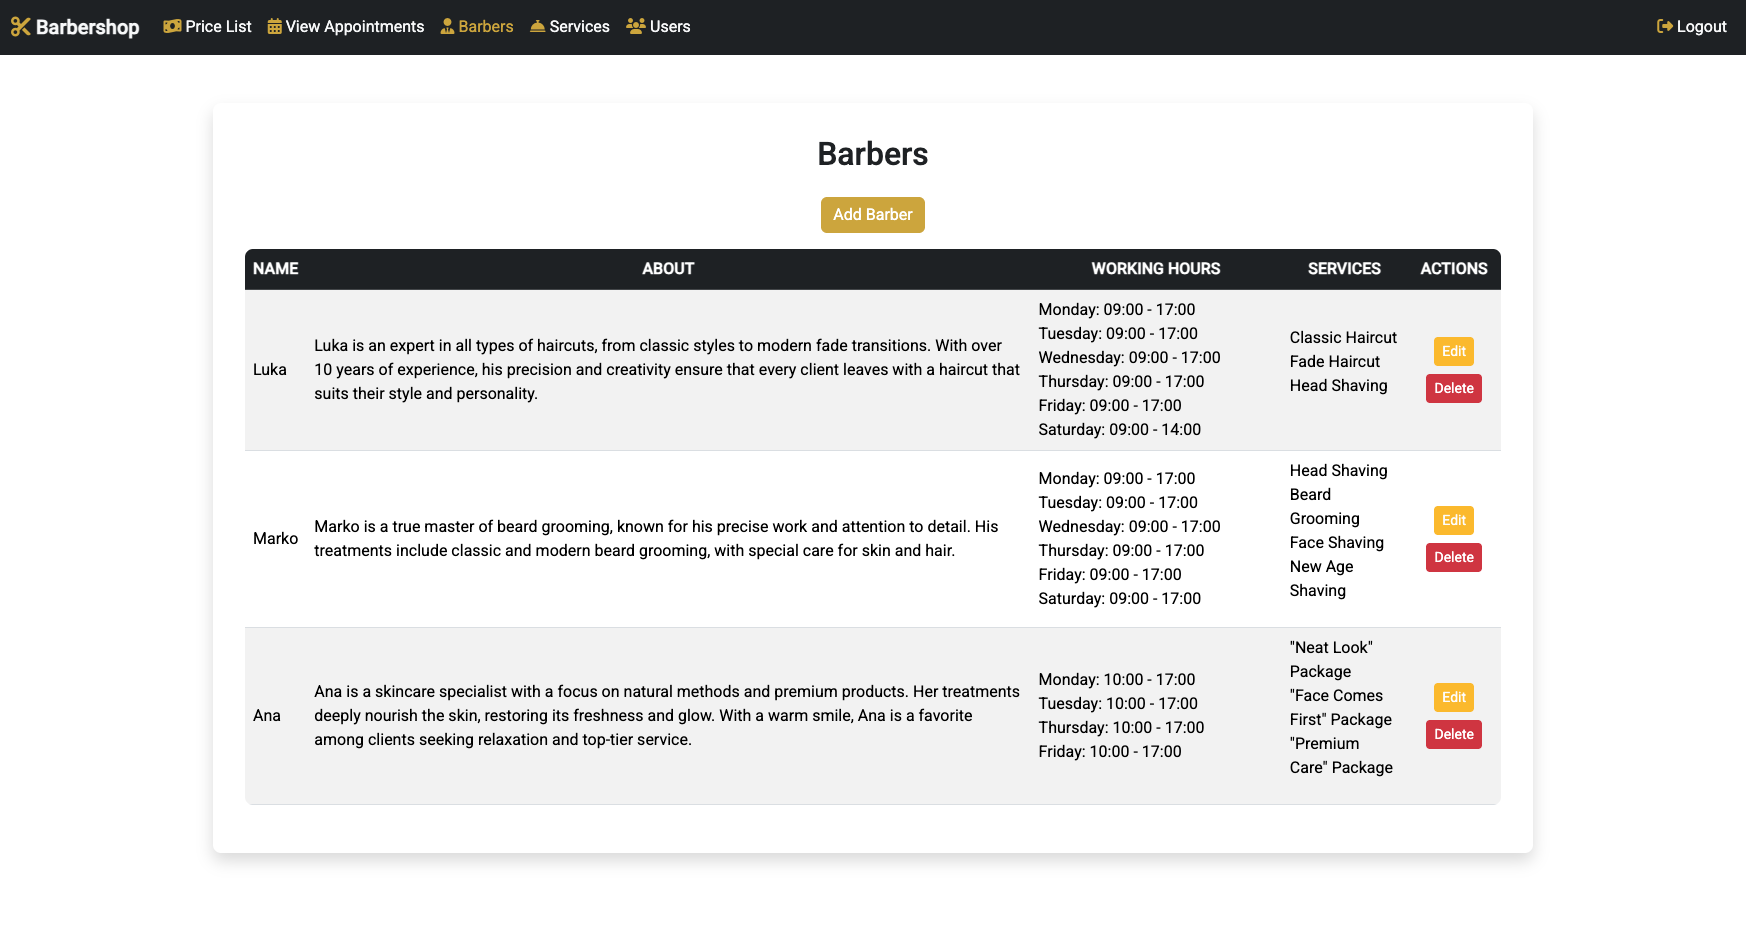 Barbershop Price List View Appointments Barbers Services Users Logout
Barbers
Add Barber
NAME ABOUT WORKING HOURS SERVICES ACTIONS
Luka
Luka is an expert in all types of haircuts, from classic styles to modern fade transitions. With over
10 years of experience, his precision and creativity ensure that every client leaves with a haircut that
suits their style and personality.
Monday: 09:00 - 17:00
Tuesday: 09:00 - 17:00
Wednesday: 09:00 - 17:00
Thursday: 09:00 - 17:00
Friday: 09:00 - 17:00
Saturday: 09:00 - 14:00
Classic Haircut
Fade Haircut
Head Shaving
Edit
Delete
Marko
Marko is a true master of beard grooming, known for his precise work and attention to detail. His
treatments include classic and modern beard grooming, with special care for skin and hair.
Monday: 09:00 - 17:00
Tuesday: 09:00 - 17:00
Wednesday: 09:00 - 17:00
Thursday: 09:00 - 17:00
Friday: 09:00 - 17:00
Saturday: 09:00 - 17:00
Head Shaving
Beard
Grooming
Face Shaving
New Age
Shaving
Edit
Delete
Ana
Ana is a skincare specialist with a focus on natural methods and premium products. Her treatments
deeply nourish the skin, restoring its freshness and glow. With a warm smile, Ana is a favorite
among clients seeking relaxation and top-tier service.
Monday: 10:00 - 17:00
Tuesday: 10:00 - 17:00
Thursday: 10:00 - 17:00
Friday: 10:00 - 17:00
"Neat Look"
Package
"Face Comes
First" Package
"Premium
Care" Package
Edit
Delete